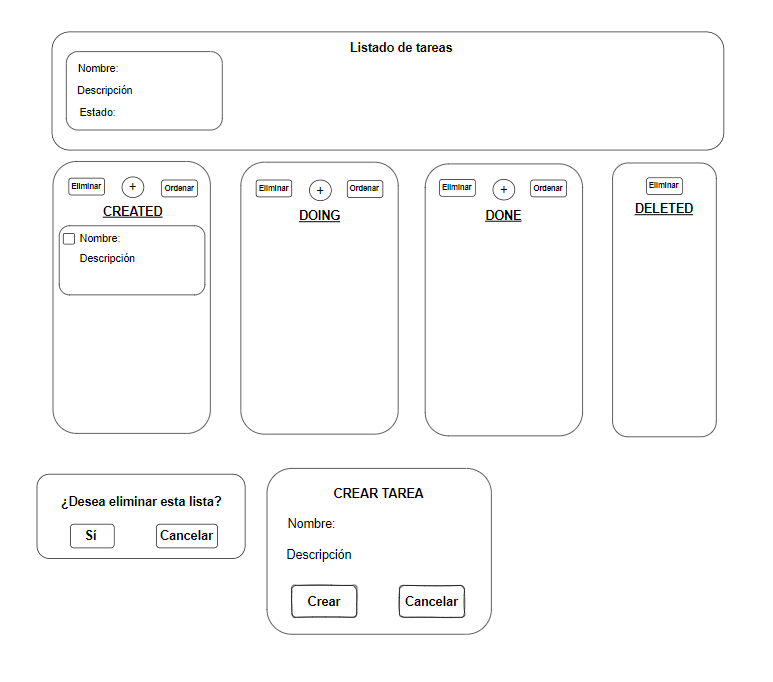 Listado de tareas
Nombre:
Descripción
Estado:
Eliminar + Ordenar
CREATED
Nombre:
Descripción
Eliminar + Ordenar
DOING
Eliminar + Ordenar
DONE
Eliminar
DELETED
¿Desea eliminar esta lista?
Sí Cancelar
CREAR TAREA
Nombre:
Descripción
Crear Cancelar